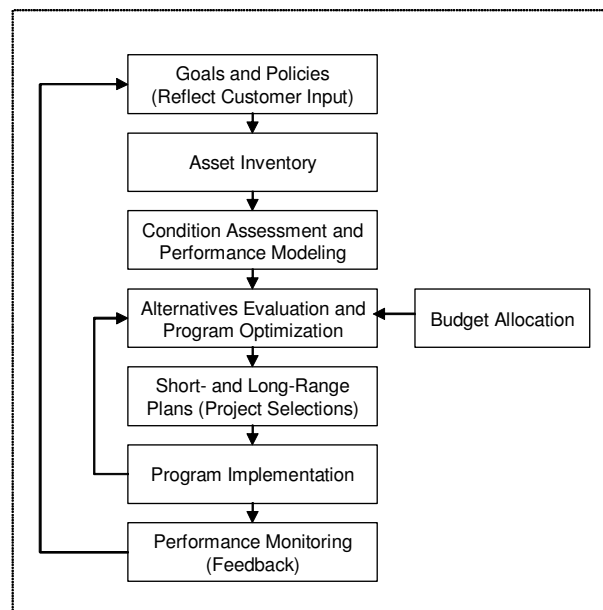 Goals and Policies
(Reflect Customer Input)
Asset Inventory
Condition Assessment and
Performance Modeling
Alternatives Evaluation and
Program Optimization
Budget Allocation
Short- and Long-Range
Plans (Project Selections)
Program Implementation
Performance Monitoring
(Feedback)